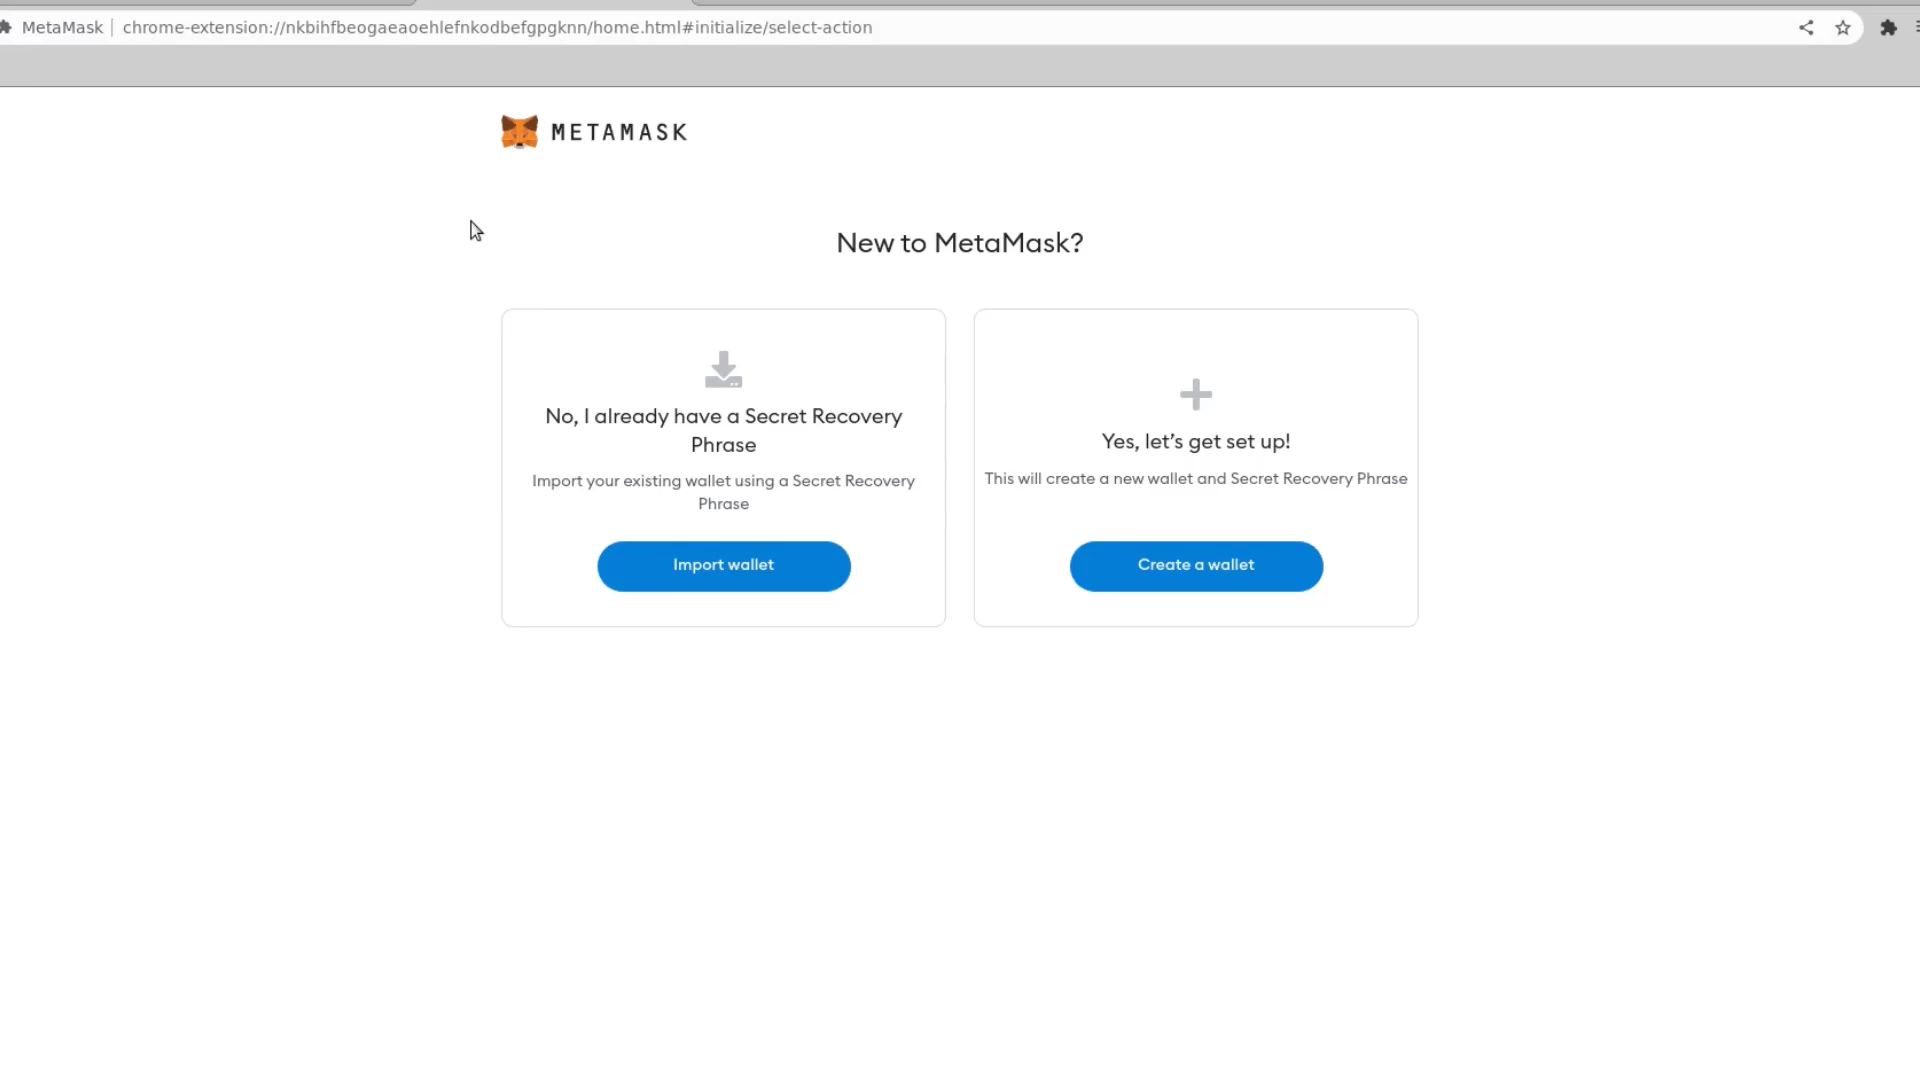 MetaMask chrome-extension://nkbihfbeogaeaoehlefnkodbefgpgknn/home.html#initialize/select-action
METAMASK
New to MetaMask?
No, I already have a Secret Recovery
Phrase
Import your existing wallet using a Secret Recovery
Phrase
Import wallet
Yes, let’s get set up!
This will create a new wallet and Secret Recovery Phrase
Create a wallet